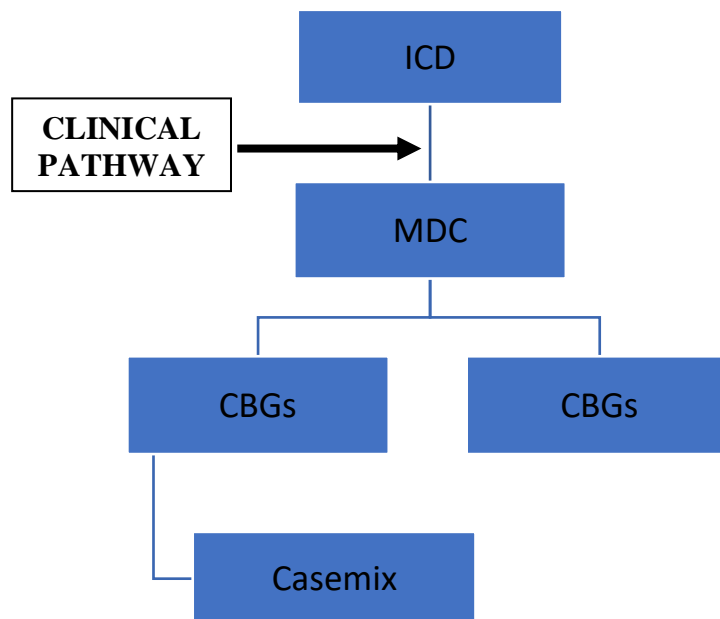 ICD
CLINICAL
PATHWAY
MDC
CBGs
CBGs
Casemix